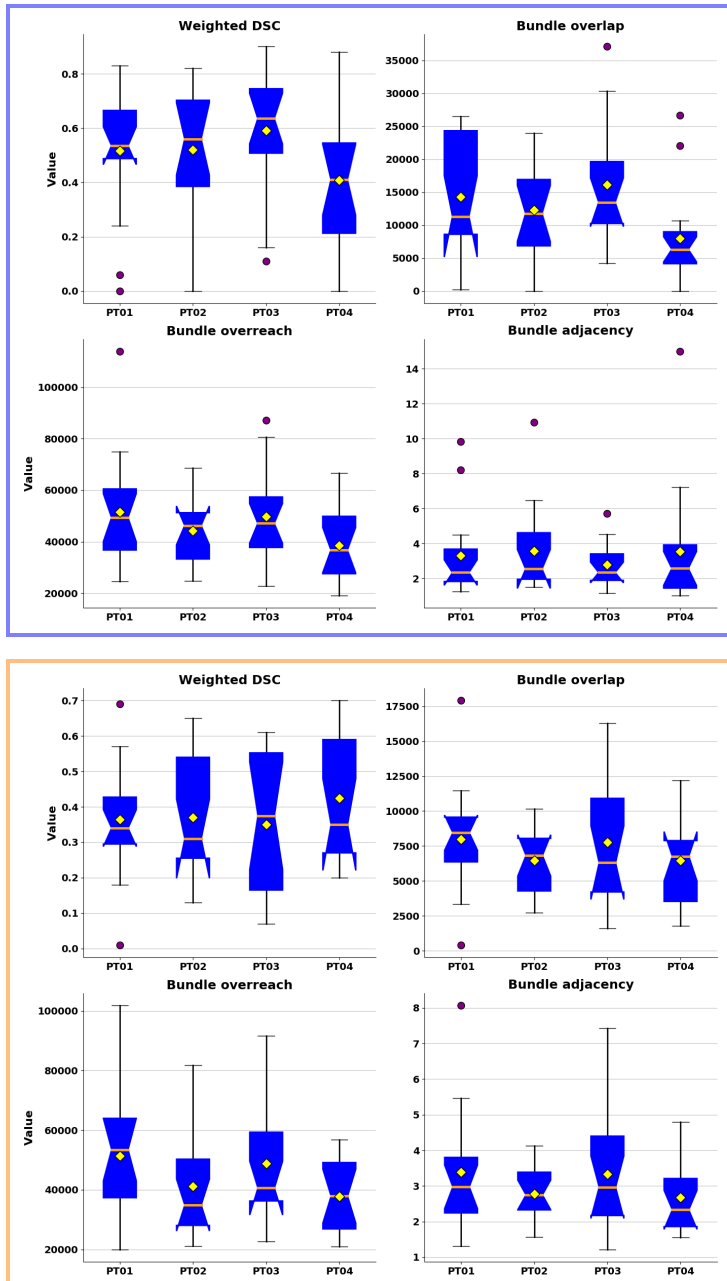 Weighted DSC
Bundle overlap
0.8
0.6
0.4
0.2
0.0
Value
PT01 PT02 PT03 PT04
35000
30000
25000
20000
15000
10000
5000
0
PT01 PT02 PT03 PT04
Bundle overreach
Bundle adjacency
100000
80000
60000
40000
20000
Value
PT01 PT02 PT03 PT04
14
12
10
8
6
4
2
PT01 PT02 PT03 PT04
Weighted DSC
Bundle overlap
0.7
0.6
0.5
0.4
0.3
0.2
0.1
0.0
Value
PT01 PT02 PT03 PT04
17500
15000
12500
10000
7500
5000
2500
0
PT01 PT02 PT03 PT04
Bundle overreach
Bundle adjacency
100000
80000
60000
40000
20000
Value
PT01 PT02 PT03 PT04
8
7
6
5
4
3
2
1
PT01 PT02 PT03 PT04